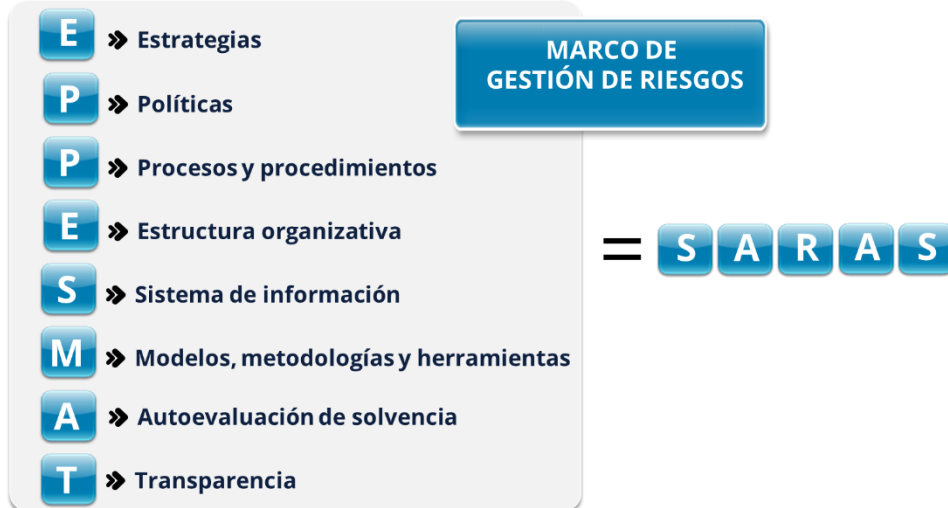 E » Estrategias
MARCO DE
GESTIÓN DE RIESGOS
P » Políticas
P » Procesos y procedimientos
E » Estructura organizativa
= S A R A S
S » Sistema de información
M » Modelos, metodologías y herramientas
A » Autoevaluación de solvencia
T » Transparencia